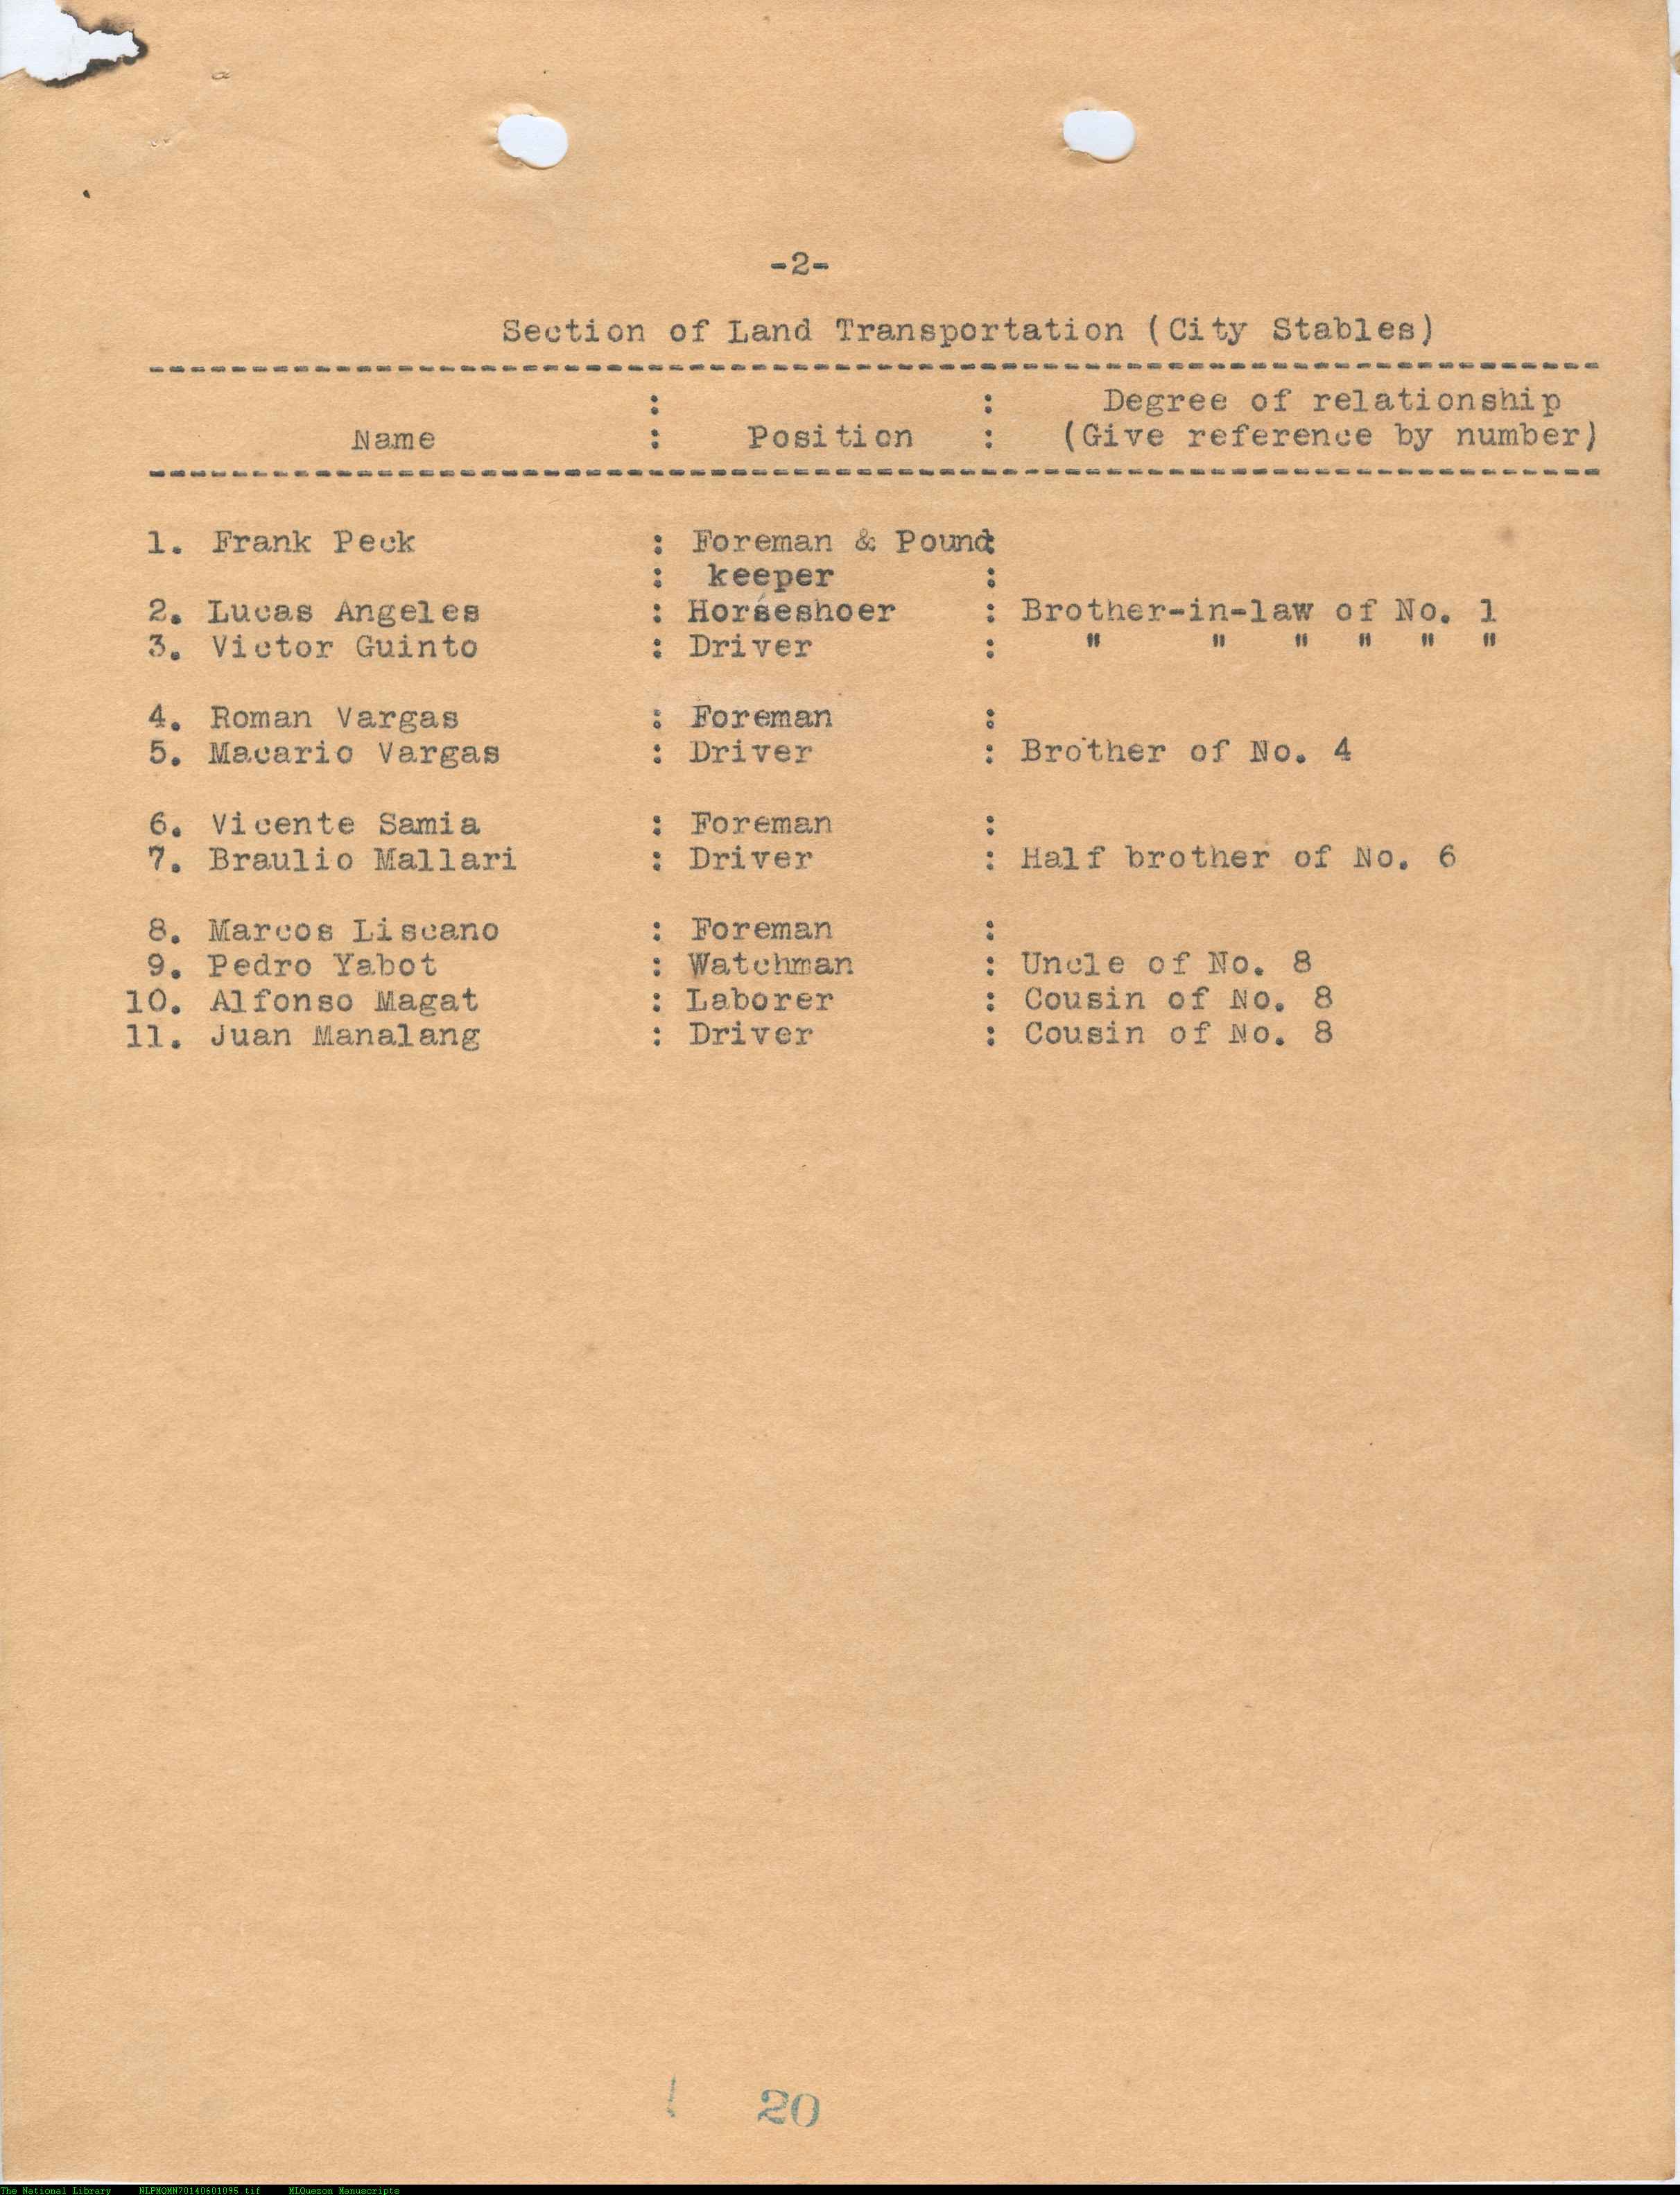 -2-
Section of Land Transportation (City Stables)
--------------------------------------------------------------
: : Degree of relationship
Name : Position : (Give reference by number)
--------------------------------------------------------------
1. Frank Peck : Foreman & Pound:
: keeper :
2. Lucas Angeles : Horseshoer : Brother-in-law of No. 1
3. Victor Guinto : Driver : " " " " " "
4. Roman Vargas : Foreman :
5. Macario Vargas : Driver : Brother of No. 4
6. Vicente Samia : Foreman :
7. Braulio Mallari : Driver : Half brother of No. 6
8. Marcos Liscano : Foreman :
9. Pedro Yabot : Watchman : Uncle of No. 8
10. Alfonso Magat : Laborer : Cousin of No. 8
11. Juan Manalang : Driver : Cousin of No. 8
20
The National Library NLPMQMN70140601095.tif MLQuezon Manuscripts